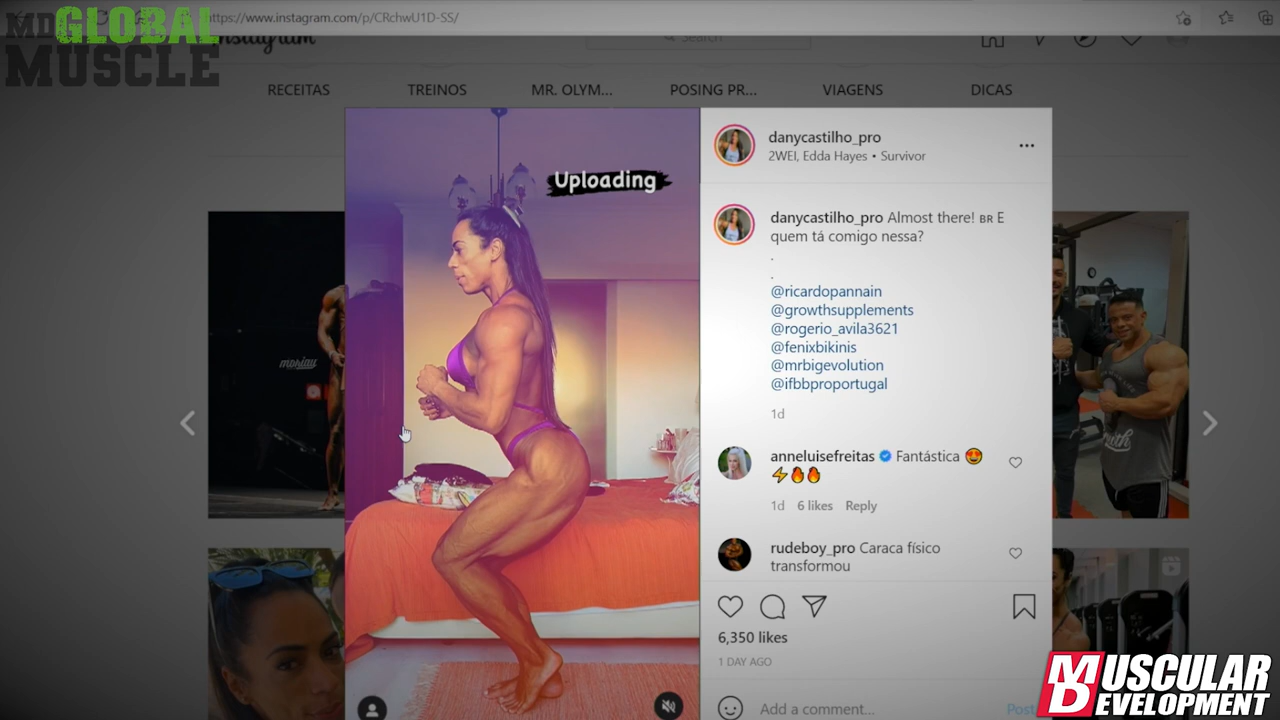 https://www.instagram.com/p/CRchwU1D-SS/
MD GLOBAL
MUSCLE
Instagram
Search
RECEITAS
TREINOS
MR. OLYM...
POSING PR...
VIAGENS
DICAS
Uploading
danycastilho_pro
2WEI, Edda Hayes • Survivor
danycastilho_pro Almost there! BR E
quem tá comigo nessa?
.
.
@ricardopannain
@growthsupplements
@rogerio_avila3621
@fenixbikinis
@mrbigevolution
@ifbbproportugal
1d
anneluisefreitas Fantástica 😍
⚡🔥🔥
1d 6 likes Reply
rudeboy_pro Caraca físico
transformou
6,350 likes
1 DAY AGO
Add a comment...
Post
MUSCULAR
DEVELOPMENT